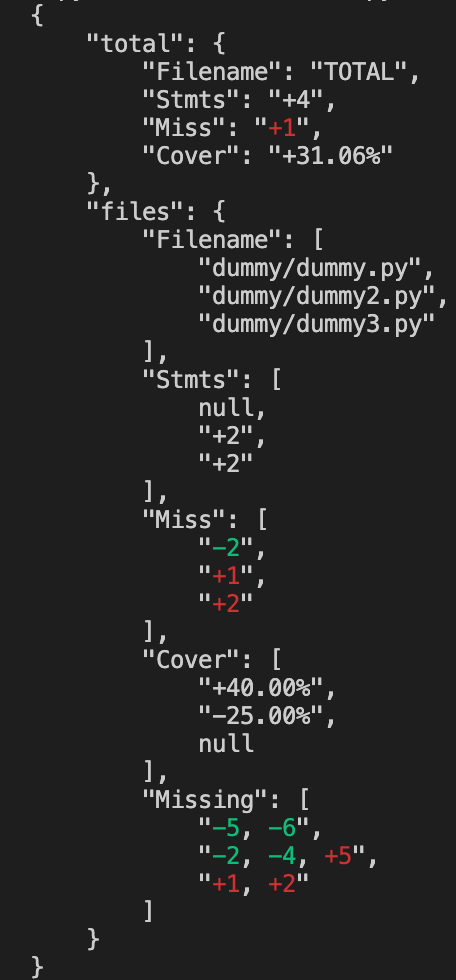 {
    "total": {
        "Filename": "TOTAL",
        "Stmts": "+4",
        "Miss": "+1",
        "Cover": "+31.06%"
    },
    "files": {
        "Filename": [
            "dummy/dummy.py",
            "dummy/dummy2.py",
            "dummy/dummy3.py"
        ],
        "Stmts": [
            null,
            "+2",
            "+2"
        ],
        "Miss": [
            "-2",
            "+1",
            "+2"
        ],
        "Cover": [
            "+40.00%",
            "-25.00%",
            null
        ],
        "Missing": [
            "-5, -6",
            "-2, -4, +5",
            "+1, +2"
        ]
    }
}